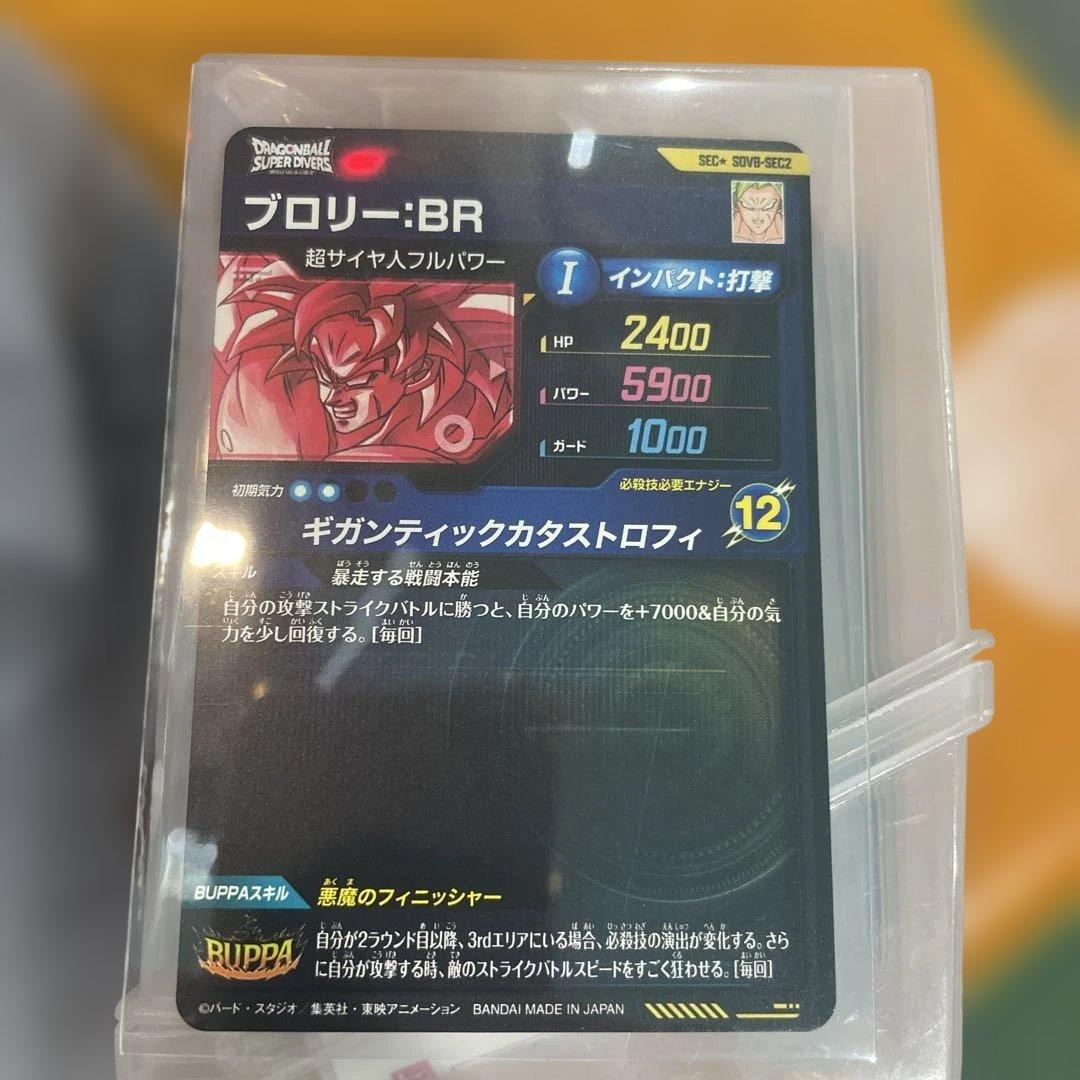 DRAGONBALL
SUPER DIVERS
SEC★ SDVB-SEC2
ブロリー:BR
超サイヤ人フルパワー
I インパクト:打撃
HP 2400
パワー 5900
ガード 1000
初期気力
必殺技必要エナジー
12
ギガンティックカタストロフィ
スキル 暴走する戦闘本能
自分の攻撃ストライクバトルに勝つと、自分のパワーを+7000&自分の気
力を少し回復する。[毎回]
BUPPAスキル 悪魔のフィニッシャー
BUPPA
自分が2ラウンド目以降、3rdエリアにいる場合、必殺技の演出が変化する。さら
に自分が攻撃する時、敵のストライクバトルスピードをすごく狂わせる。[毎回]
©バード・スタジオ/集英社・東映アニメーション BANDAI MADE IN JAPAN